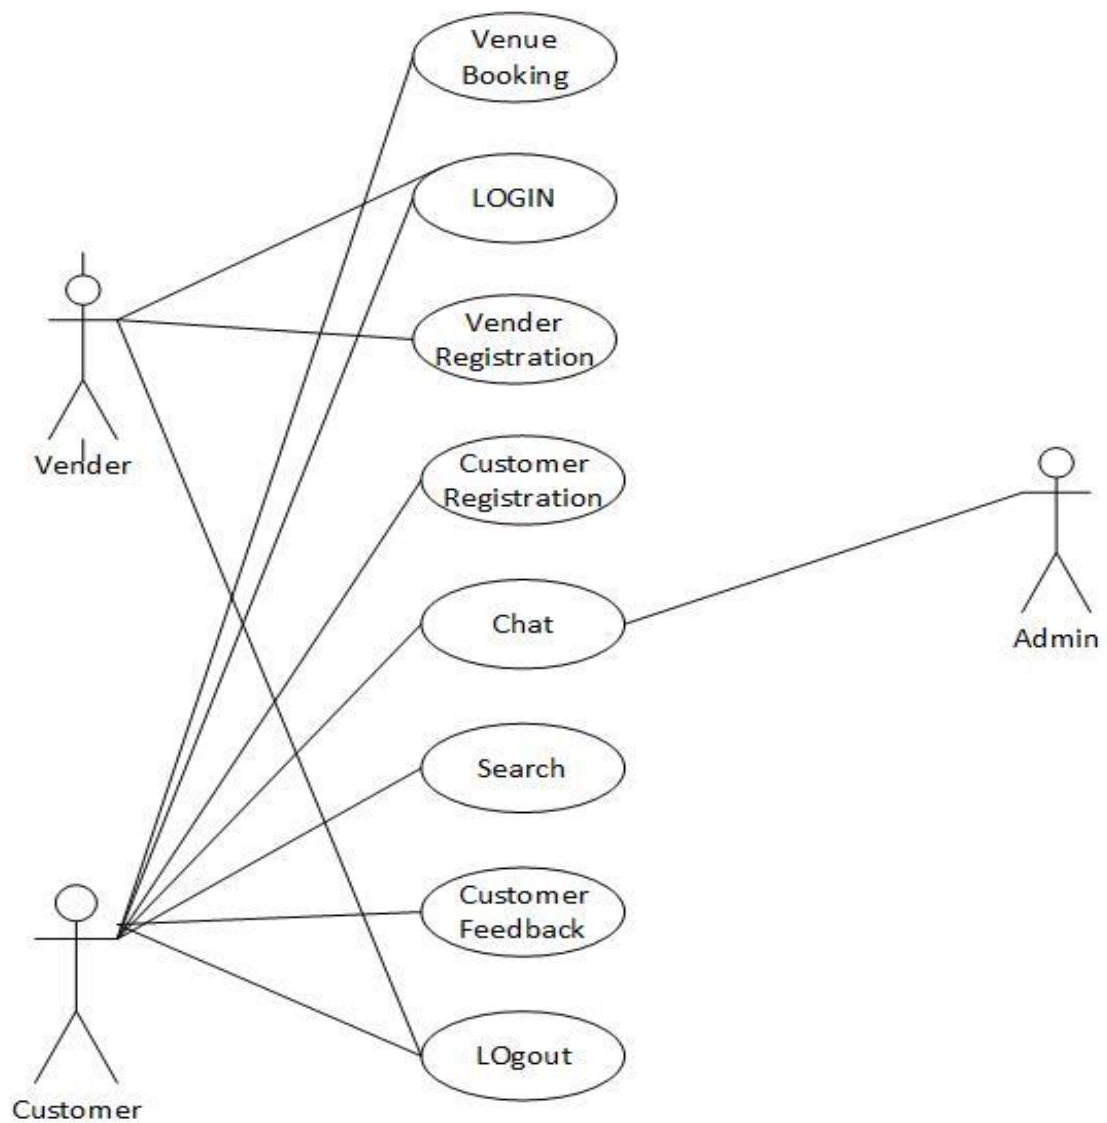 Venue
Booking
LOGIN
Vender
Registration
Vender
Customer
Registration
Chat
Admin
Search
Customer
Feedback
LOgout
Customer